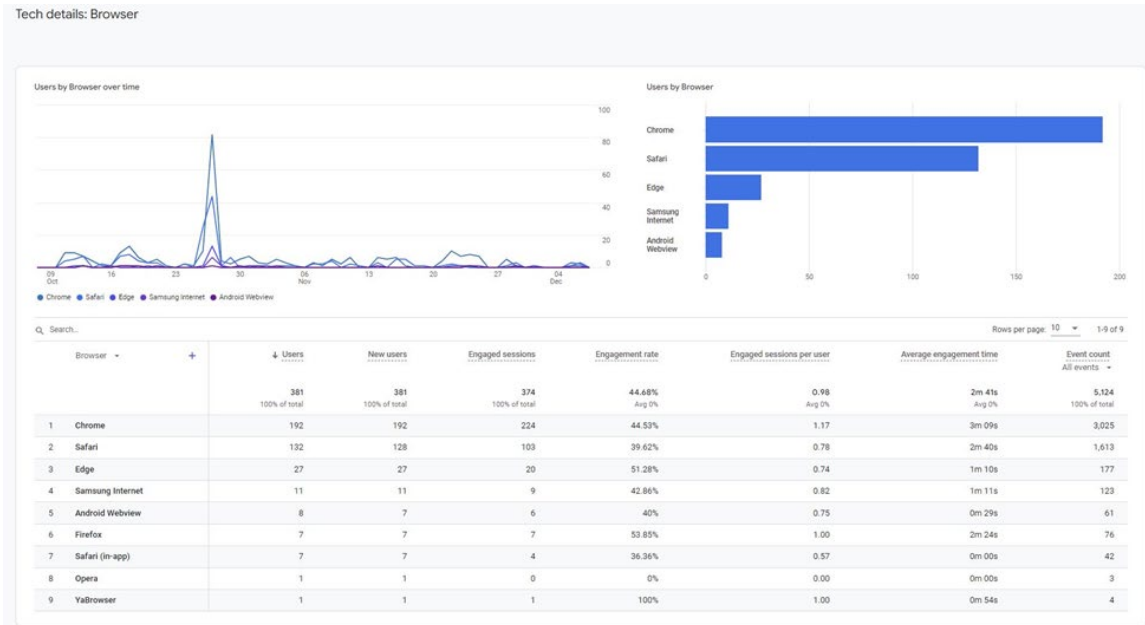 Tech details: Browser
Users by Browser over time
100
80
60
40
20
0
09 Oct 16 23 30 06 Nov 13 20 27 04 Dec
Chrome Safari Edge Samsung Internet Android Webview
Users by Browser
Chrome
Safari
Edge
Samsung Internet
Android Webview
0 50 100 150 200
Search... Rows per page: 10 1-9 of 9
Browser + ↓ Users New users Engaged sessions Engagement rate Engaged sessions per user Average engagement time Event count
All events
381 381 374 44.68% 0.98 2m 41s 5,124
100% of total 100% of total 100% of total Avg 0% Avg 0% Avg 0% 100% of total
1 Chrome 192 192 224 44.53% 1.17 3m 09s 3,025
2 Safari 132 128 103 39.62% 0.78 2m 40s 1,613
3 Edge 27 27 20 51.28% 0.74 1m 10s 177
4 Samsung Internet 11 11 9 42.86% 0.82 1m 11s 123
5 Android Webview 8 7 6 40% 0.75 0m 29s 61
6 Firefox 7 7 7 53.85% 1.00 2m 24s 76
7 Safari (in-app) 7 7 4 36.36% 0.57 0m 00s 42
8 Opera 1 1 0 0% 0.00 0m 00s 3
9 YaBrowser 1 1 1 100% 1.00 0m 54s 4